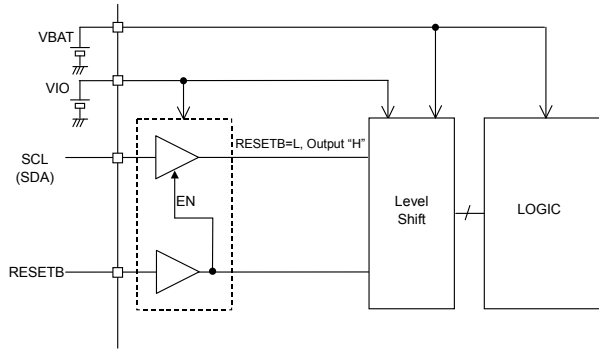 VBAT
VIO
SCL
(SDA)
RESETB=L, Output “H”
EN
Level
Shift
LOGIC
RESETB